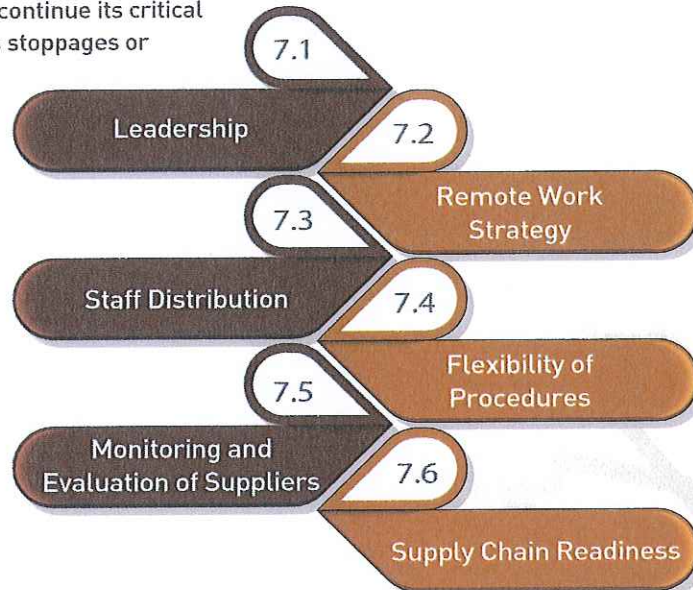 continue its critical
s stoppages or
7.1
Leadership
7.2
Remote Work
Strategy
7.3
Staff Distribution
7.4
Flexibility of
Procedures
7.5
Monitoring and
Evaluation of Suppliers
7.6
Supply Chain Readiness